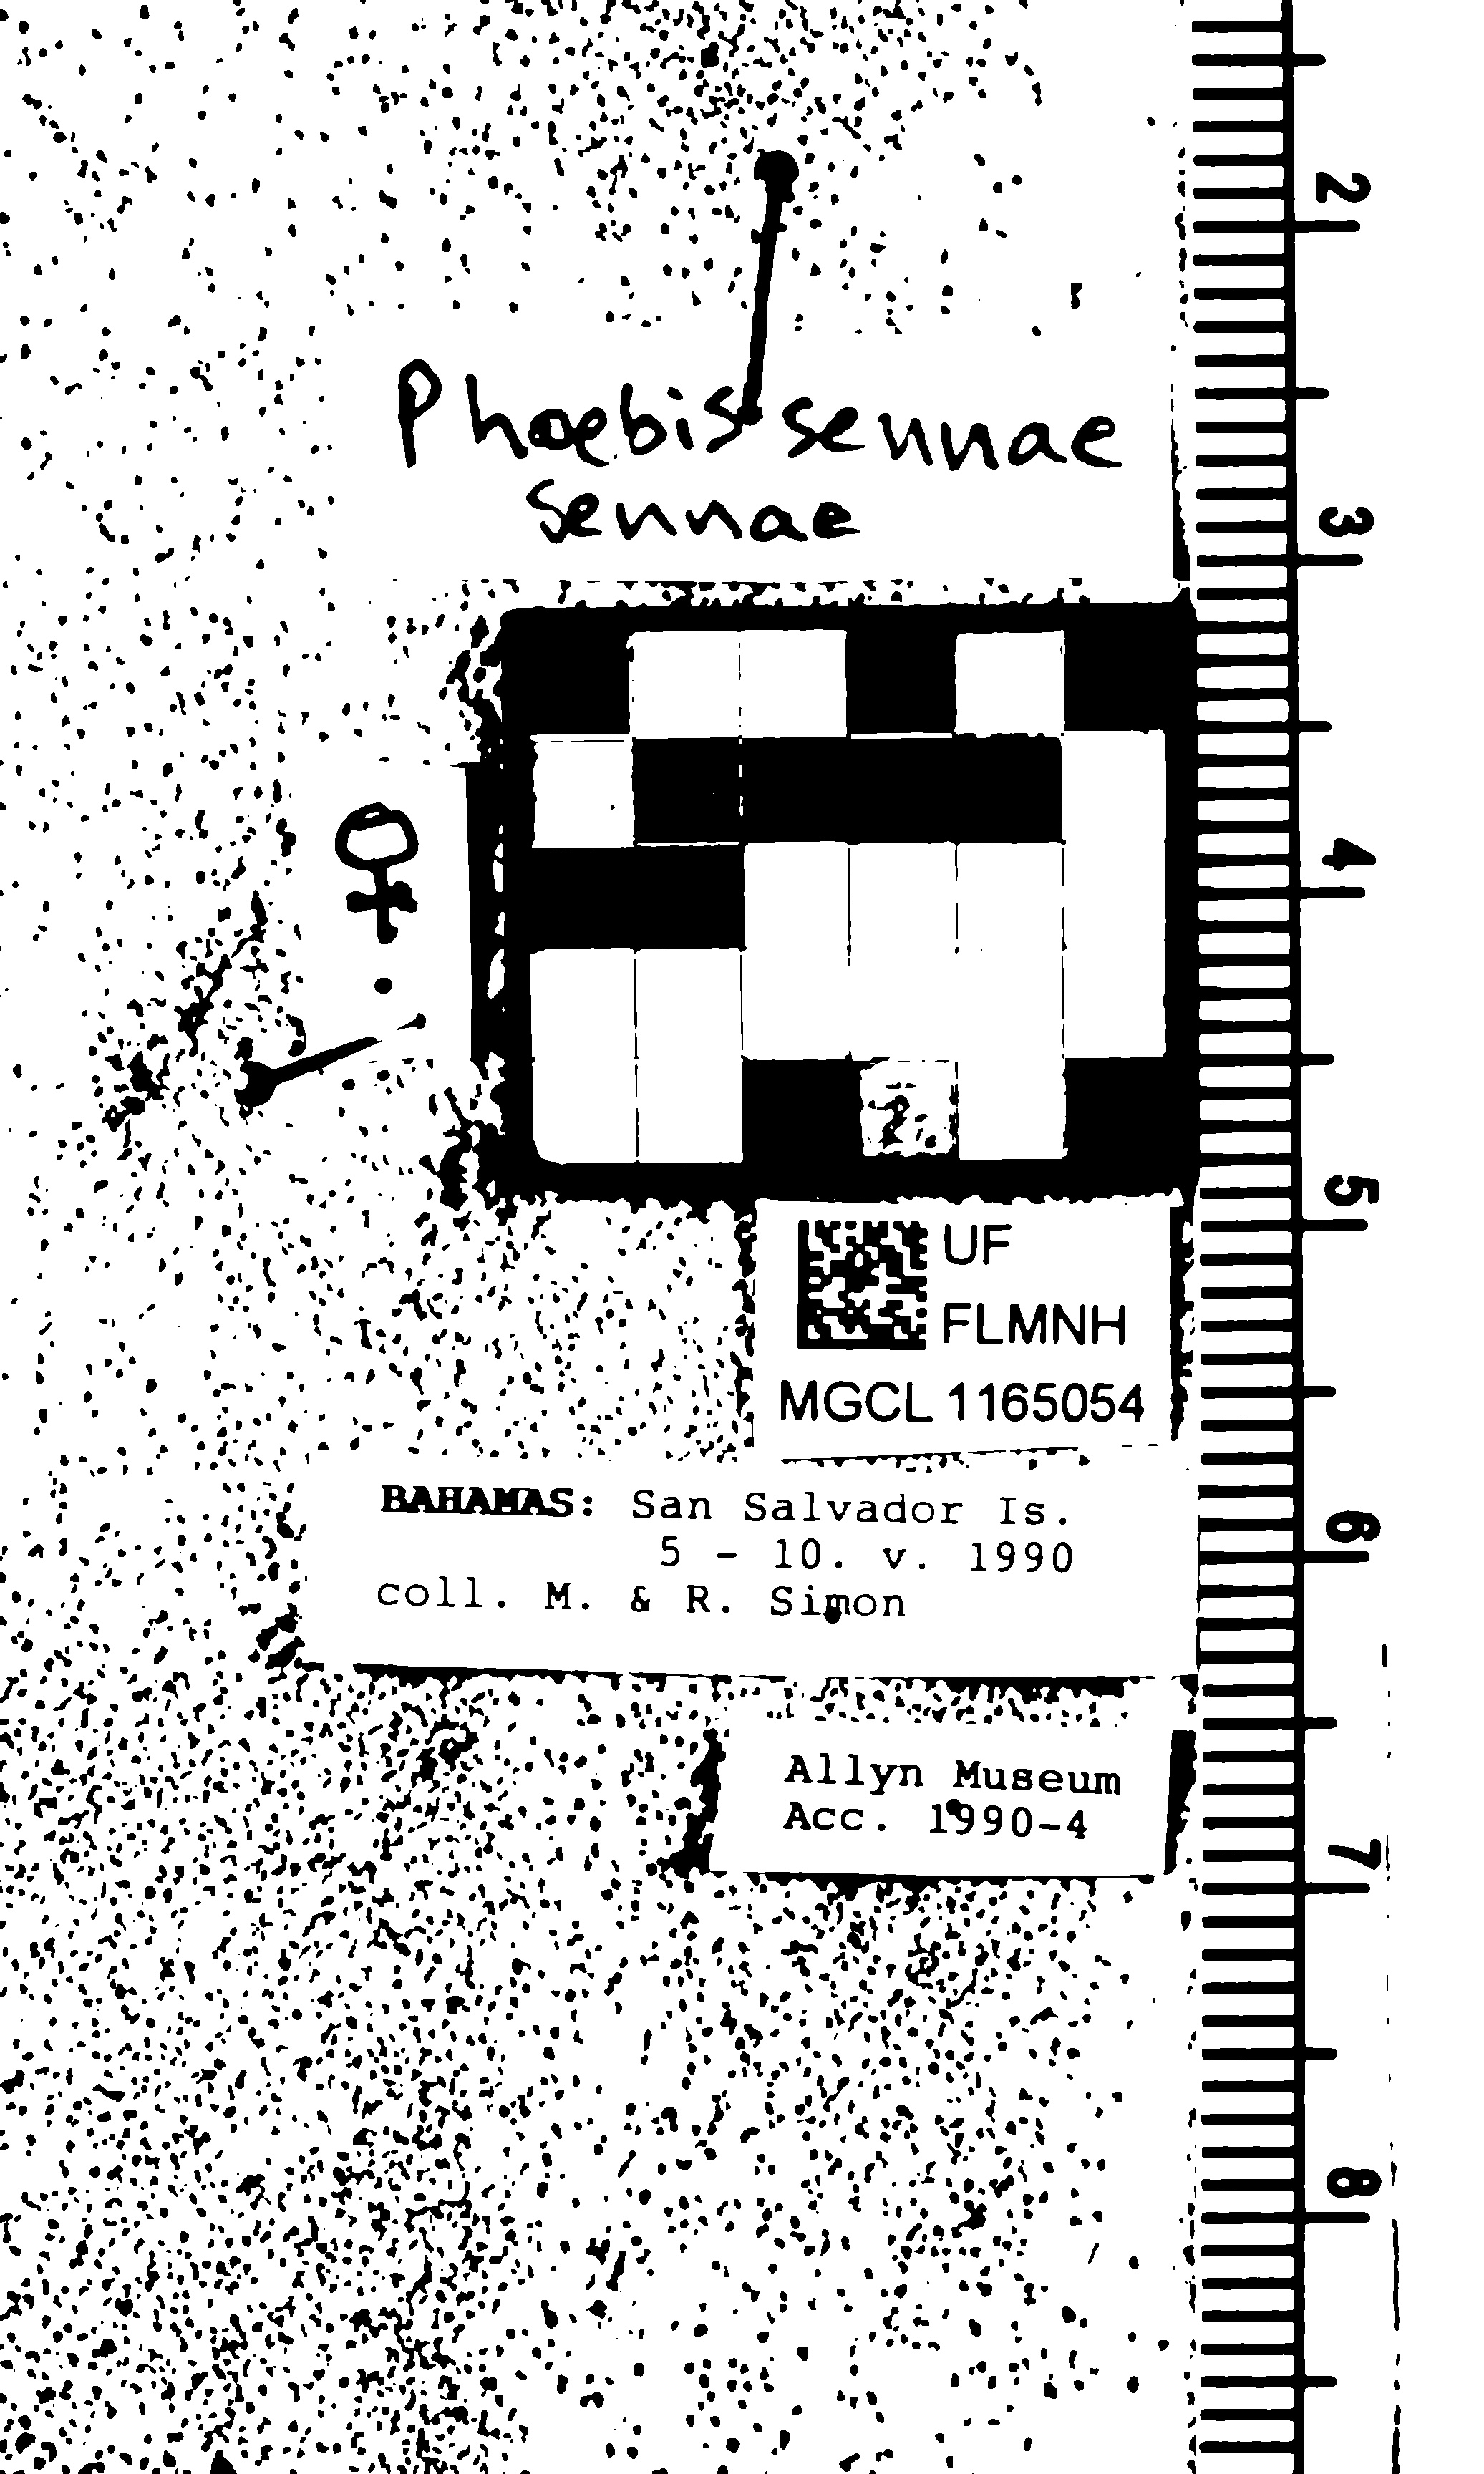 Phoebis sennae
sennae
♀
UF
FLMNH
MGCL 1165054
BAHAMAS: San Salvador Is.
5 - 10. v. 1990
coll. M. & R. Simon
Allyn Museum
Acc. 1990-4
2
3
4
5
6
7
8